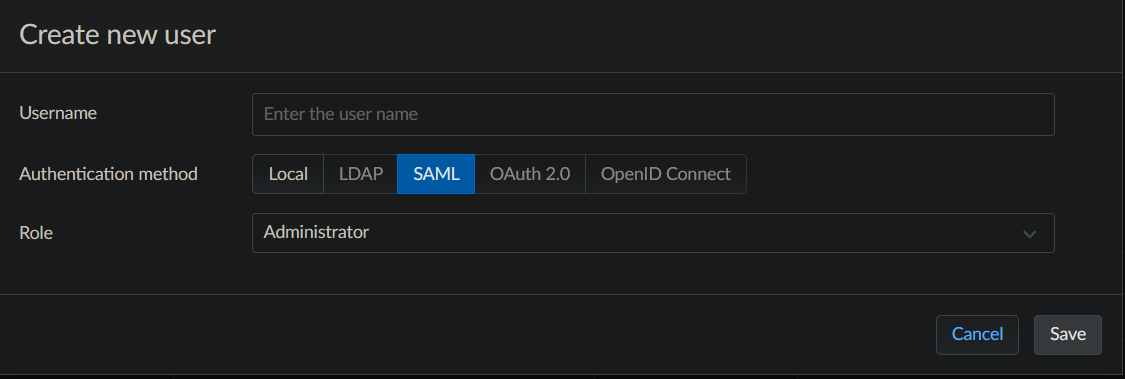 Create new user
Username
Enter the user name
Authentication method
Local LDAP SAML OAuth 2.0 OpenID Connect
Role
Administrator
Cancel Save